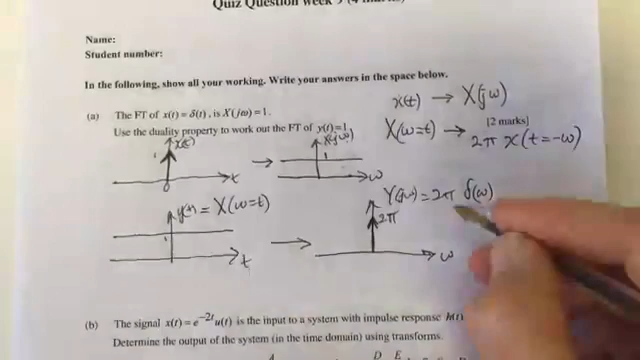 Quiz Question week 9 (4 marks)
Name:
Student number:
In the following, show all your working. Write your answers in the space below.
(a) The FT of x(t) = δ(t), is X(jω) = 1.
x(t) → X(jω)
Use the duality property to work out the FT of y(t)=1.
[2 marks]
X(ω=t) → 2π x(t=-ω)
x(t)
1
t
→
X(jω)
1
ω
y(t) = X(ω=t)
1
t
→
Y(jω) = 2π δ(ω)
2π
ω
(b) The signal x(t) = e^{-2t}u(t) is the input to a system with impulse response h(t)
Determine the output of the system (in the time domain) using transforms.
D E